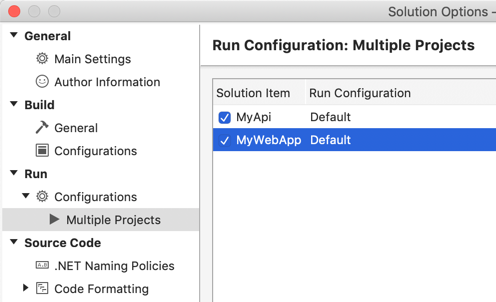 Solution Options –
General
Main Settings
Author Information
Build
General
Configurations
Run
Configurations
Multiple Projects
Source Code
.NET Naming Policies
Code Formatting
Run Configuration: Multiple Projects
Solution Item Run Configuration
MyApi Default
MyWebApp Default